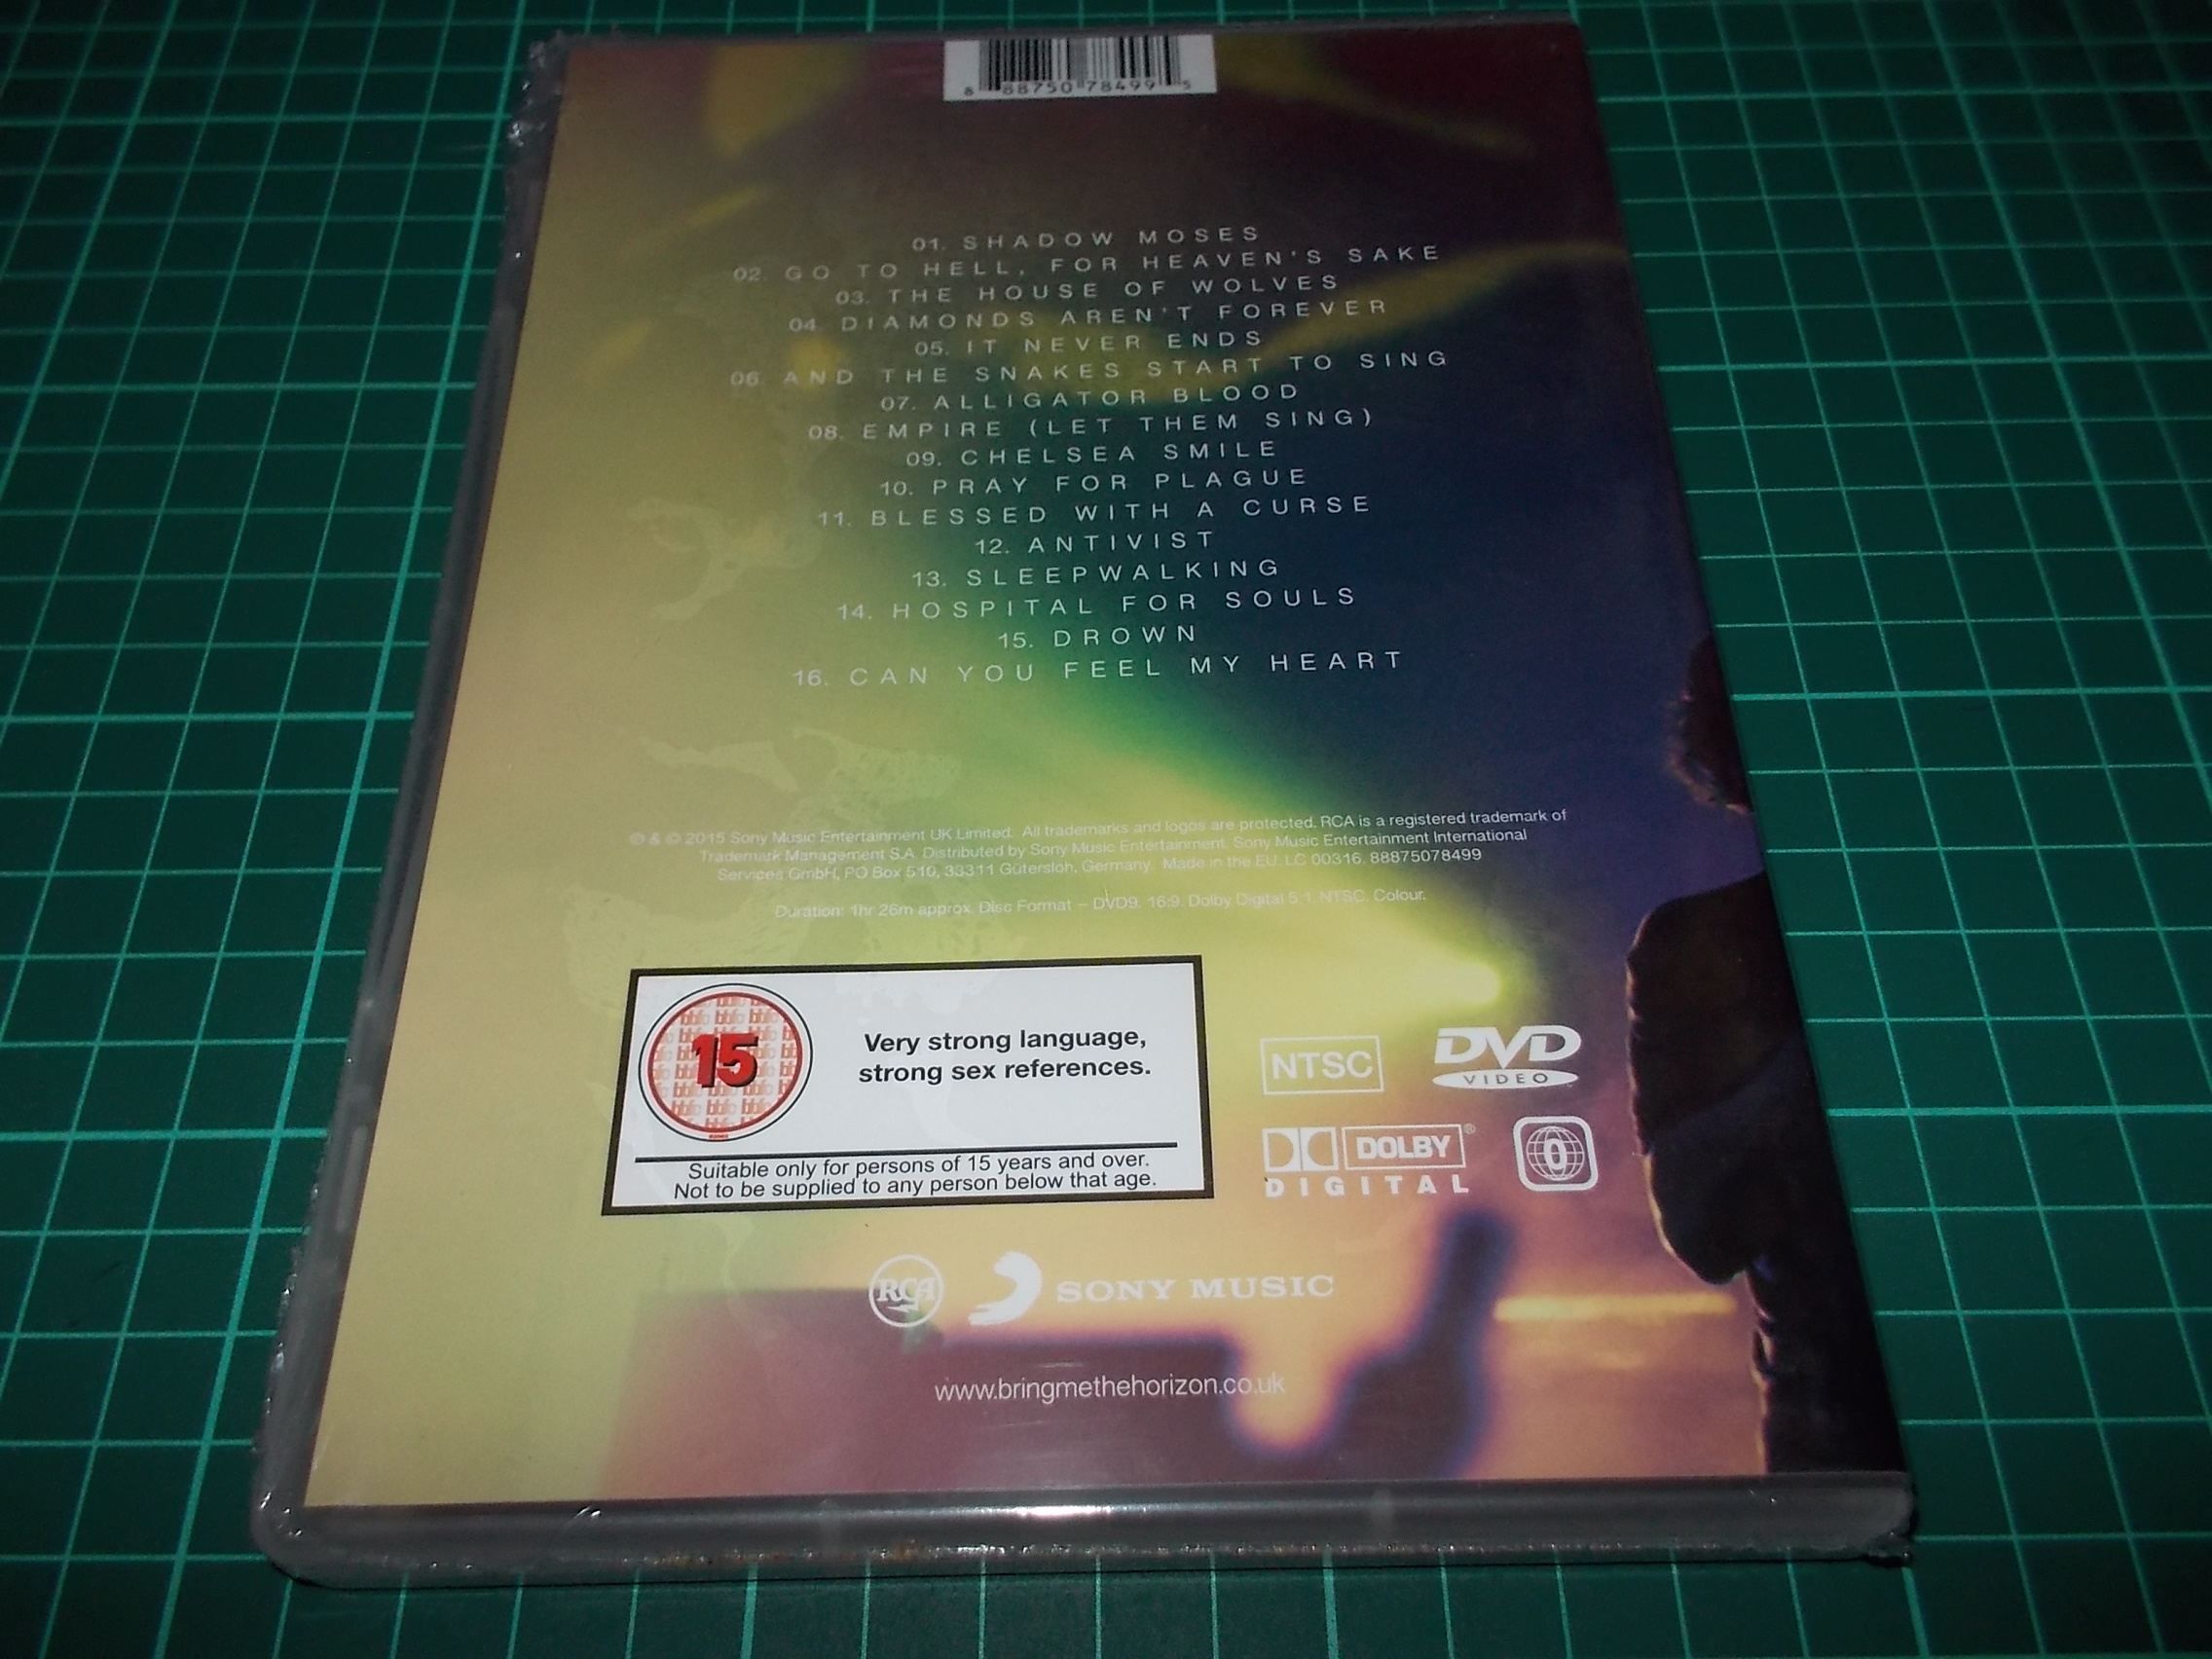 8 88750 78499 5
01. SHADOW MOSES
02. GO TO HELL, FOR HEAVEN'S SAKE
03. THE HOUSE OF WOLVES
04. DIAMONDS AREN'T FOREVER
05. IT NEVER ENDS
06. AND THE SNAKES START TO SING
07. ALLIGATOR BLOOD
08. EMPIRE (LET THEM SING)
09. CHELSEA SMILE
10. PRAY FOR PLAGUE
11. BLESSED WITH A CURSE
12. ANTIVIST
13. SLEEPWALKING
14. HOSPITAL FOR SOULS
15. DROWN
16. CAN YOU FEEL MY HEART
℗ & © 2015 Sony Music Entertainment UK Limited. All trademarks and logos are protected. RCA is a registered trademark of
Trademark Management S.A. Distributed by Sony Music Entertainment. Sony Music Entertainment International
Services GmbH, PO Box 510, 33311 Gütersloh, Germany. Made in the EU. LC 00316. 88875078499
Duration: 1hr 26m approx. Disc Format – DVD9. 16:9. Dolby Digital 5.1. NTSC. Colour.
15
Very strong language,
strong sex references.
Suitable only for persons of 15 years and over.
Not to be supplied to any person below that age.
NTSC
DVD
VIDEO
DOLBY®
DIGITAL
0
RCA
SONY MUSIC
www.bringmethehorizon.co.uk